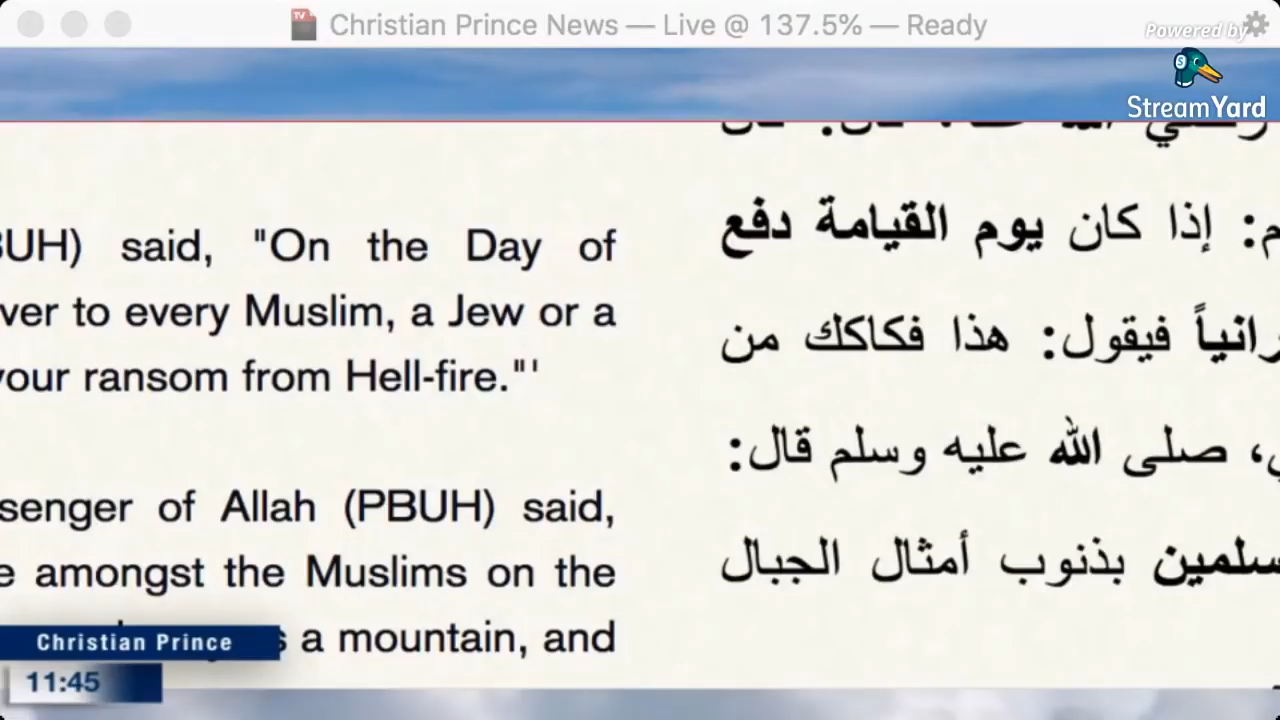 Christian Prince News — Live @ 137.5% — Ready
Powered by
StreamYard
BUH) said, "On the Day of
ver to every Muslim, a Jew or a
your ransom from Hell-fire."'
senger of Allah (PBUH) said,
e amongst the Muslims on the
s a mountain, and
م: إذا كان يوم القيامة دفع
رانياً فيقول: هذا فكاكك من
ي، صلى الله عليه وسلم قال:
سلمين بذنوب أمثال الجبال
Christian Prince
11:45